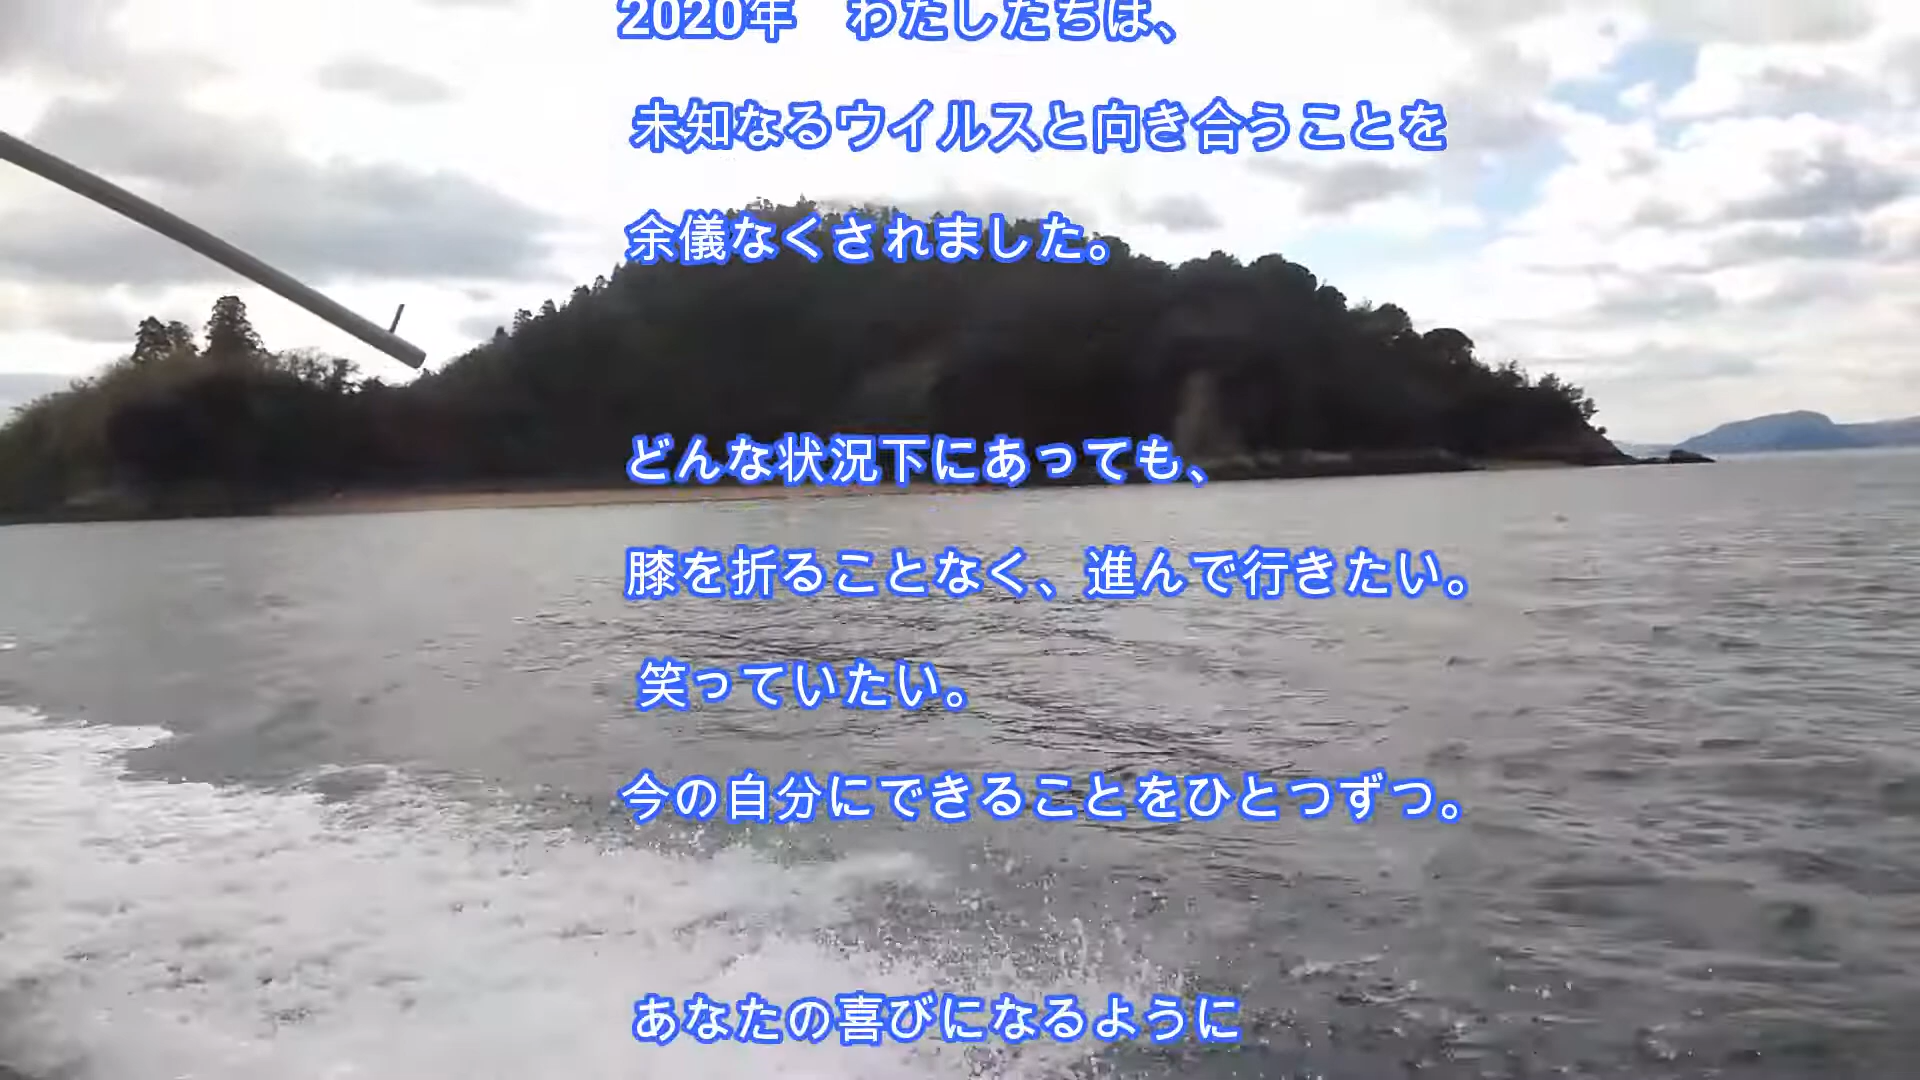 2020年　わたしたちは、
未知なるウイルスと向き合うことを
余儀なくされました。
どんな状況下にあっても、
膝を折ることなく、進んで行きたい。
笑っていたい。
今の自分にできることをひとつずつ。
あなたの喜びになるように